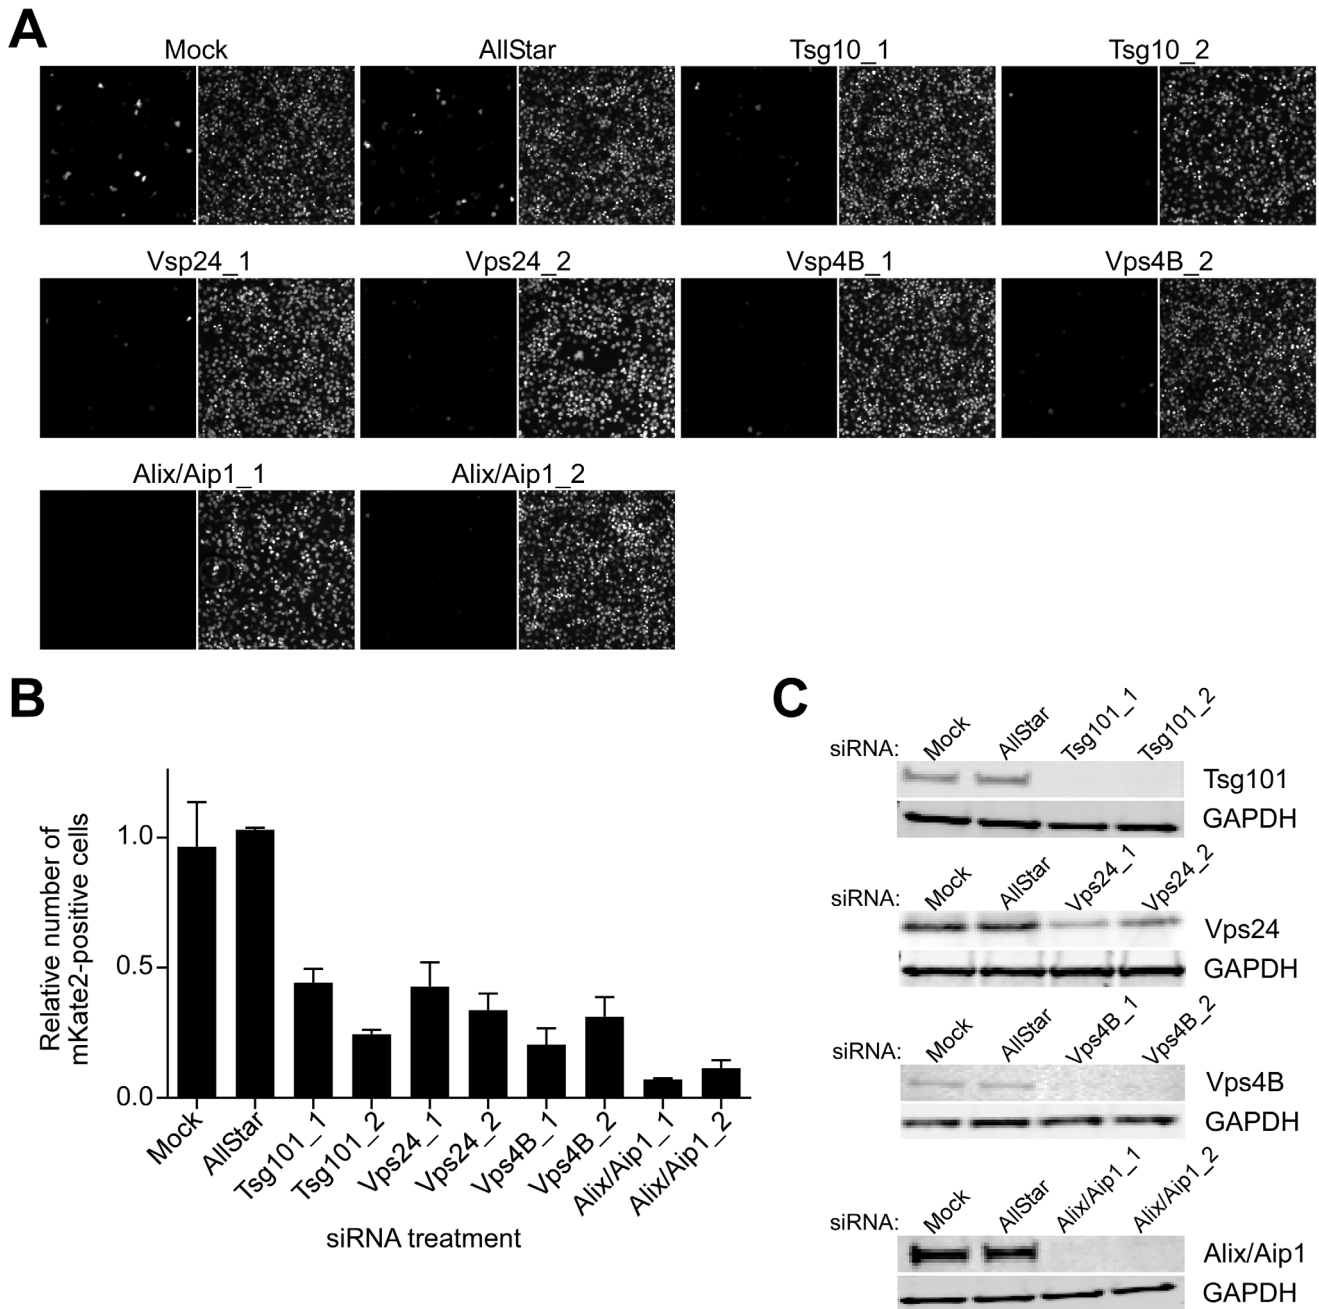 A
Mock AllStar Tsg10_1 Tsg10_2
Vsp24_1 Vps24_2 Vsp4B_1 Vps4B_2
Alix/Aip1_1 Alix/Aip1_2
B
Relative number of
mKate2-positive cells
1.0
0.5
0.0
Mock AllStar Tsg101_1 Tsg101_2 Vps24_1 Vps24_2 Vps4B_1 Vps4B_2 Alix/Aip1_1 Alix/Aip1_2
siRNA treatment
C
siRNA: Mock AllStar Tsg101_1 Tsg101_2
Tsg101
GAPDH
siRNA: Mock AllStar Vps24_1 Vps24_2
Vps24
GAPDH
siRNA: Mock AllStar Vps4B_1 Vps4B_2
Vps4B
GAPDH
siRNA: Mock AllStar Alix/Aip1_1 Alix/Aip1_2
Alix/Aip1
GAPDH